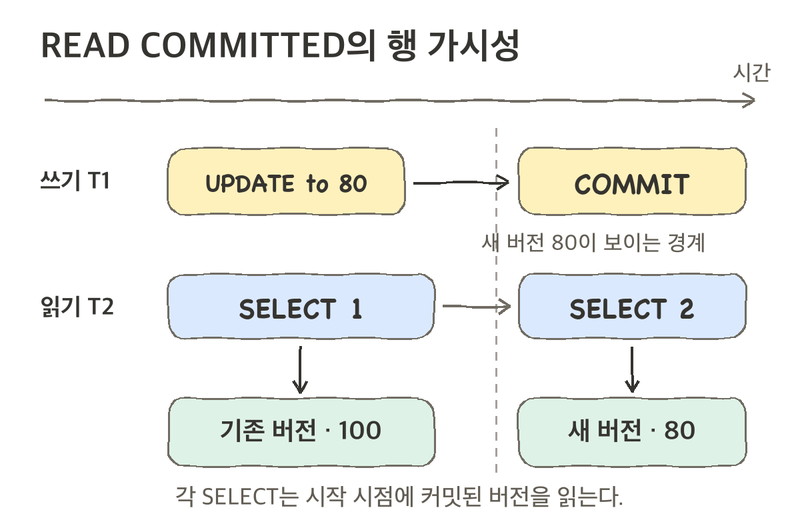 READ COMMITTED의 행 가시성
시간
쓰기 T1
UPDATE to 80
COMMIT
새 버전 80이 보이는 경계
읽기 T2
SELECT 1
SELECT 2
기존 버전 · 100
새 버전 · 80
각 SELECT는 시작 시점에 커밋된 버전을 읽는다.